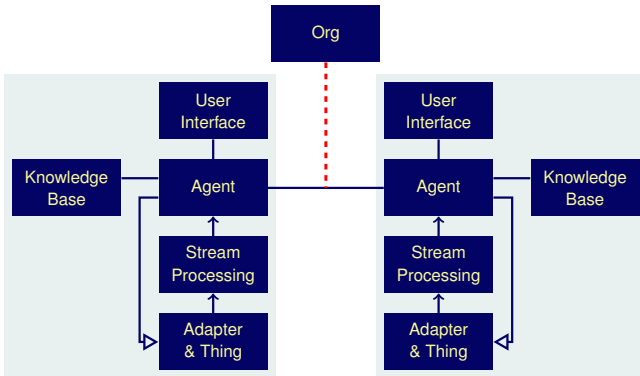 Org
User
Interface
Knowledge
Base
Agent
Stream
Processing
Adapter
& Thing
User
Interface
Agent
Knowledge
Base
Stream
Processing
Adapter
& Thing